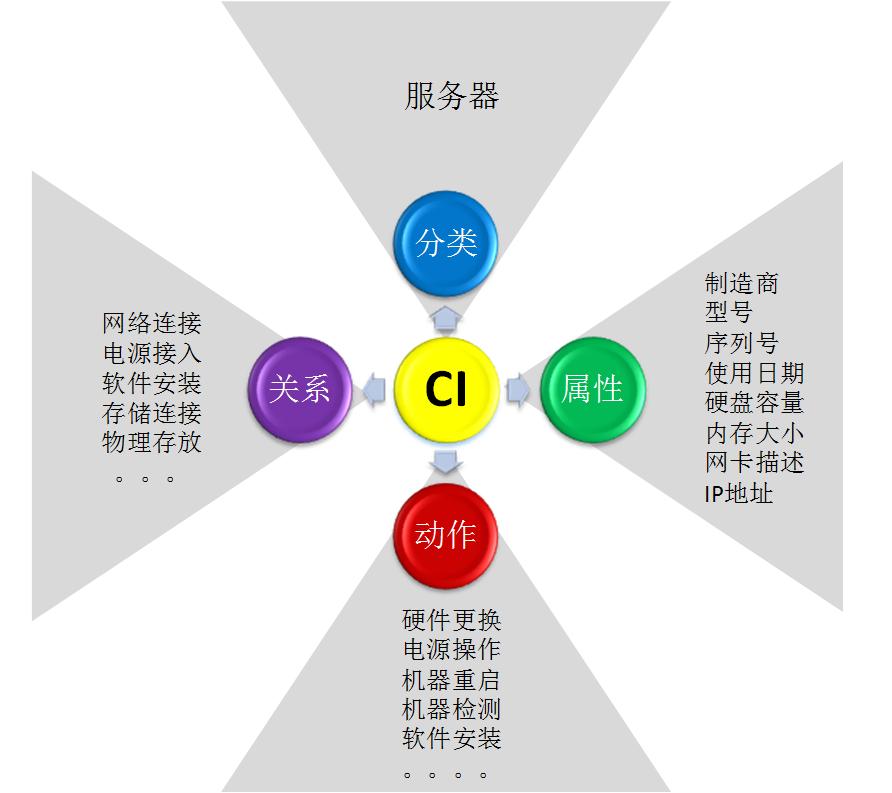 服务器
分类
网络连接
电源接入
软件安装
存储连接
物理存放
。。。
关系
CI
属性
制造商
型号
序列号
使用日期
硬盘容量
内存大小
网卡描述
IP地址
动作
硬件更换
电源操作
机器重启
机器检测
软件安装
。。。。